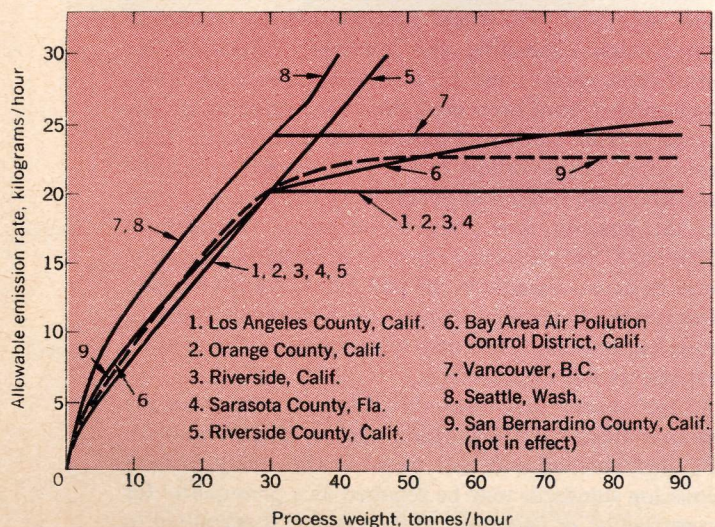 30
25
20
15
10
5
0
10
20
30
40
50
60
70
80
90
Allowable emission rate, kilograms/hour
Process weight, tonnes/hour
8
5
7
6
9
1, 2, 3, 4
7, 8
1, 2, 3, 4, 5
9
6
1. Los Angeles County, Calif.
2. Orange County, Calif.
3. Riverside, Calif.
4. Sarasota County, Fla.
5. Riverside County, Calif.
6. Bay Area Air Pollution
Control District, Calif.
7. Vancouver, B.C.
8. Seattle, Wash.
9. San Bernardino County, Calif.
(not in effect)